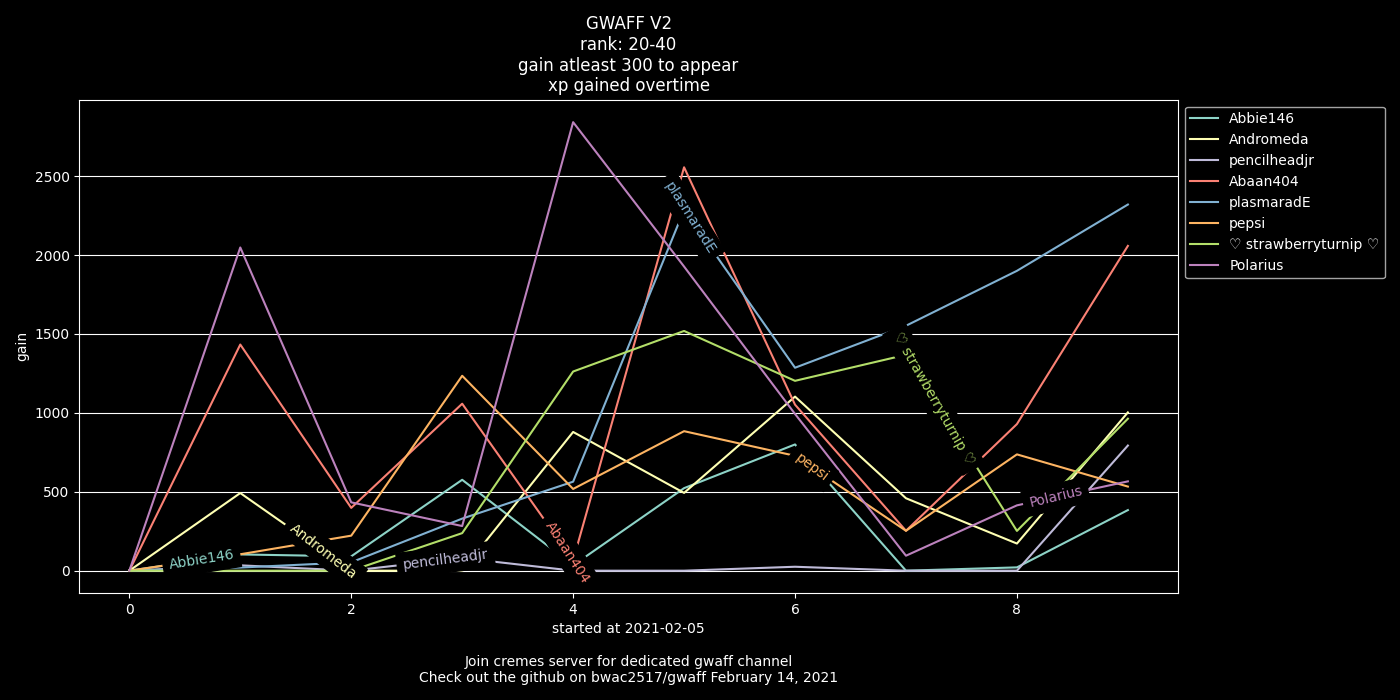 GWAFF V2
rank: 20-40
gain atleast 300 to appear
xp gained overtime
gain
2500
2000
1500
1000
500
0
0 2 4 6 8
Abbie146
Andromeda
pencilheadjr
Abaan404
plasmaradE
pepsi
♡ strawberryturnip ♡
Polarius
Abbie146
Andromeda
pencilheadjr
Abaan404
plasmaradE
pepsi
♡ strawberryturnip ♡
Polarius
started at 2021-02-05
Join cremes server for dedicated gwaff channel
Check out the github on bwac2517/gwaff February 14, 2021